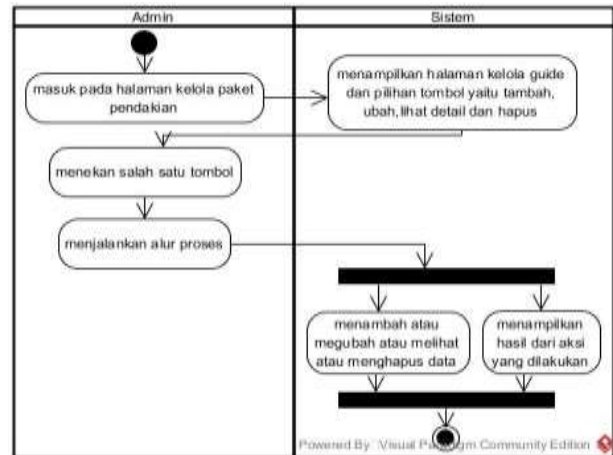 Admin
Sistem
masuk pada halaman kelola paket
pendakian
menampilkan halaman kelola guide
dan pilihan tombol yaitu tambah,
ubah,lihat detail dan hapus
menekan salah satu tombol
menjalankan alur proses
menambah atau
megubah atau melihat
atau menghapus data
menampilkan
hasil dari aksi
yang dilakukan
Powered By Visual Paradigm Community Edition